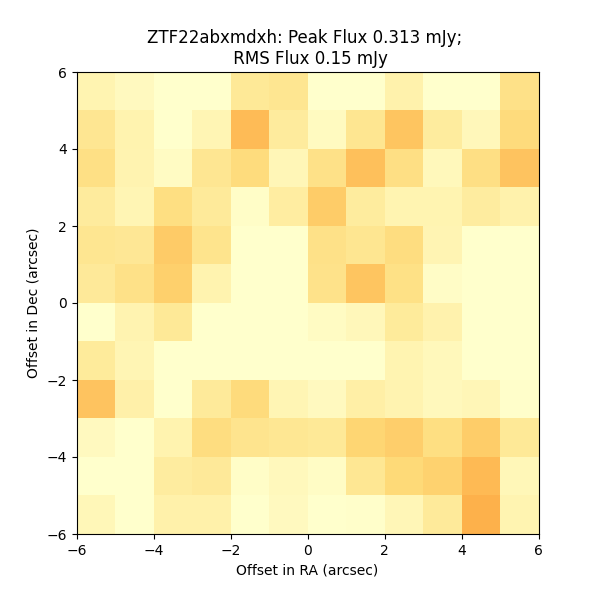 ZTF22abxmdxh: Peak Flux 0.313 mJy;
RMS Flux 0.15 mJy
6
4
2
0
−2
−4
−6
Offset in Dec (arcsec)
−6 −4 −2 0 2 4 6
Offset in RA (arcsec)